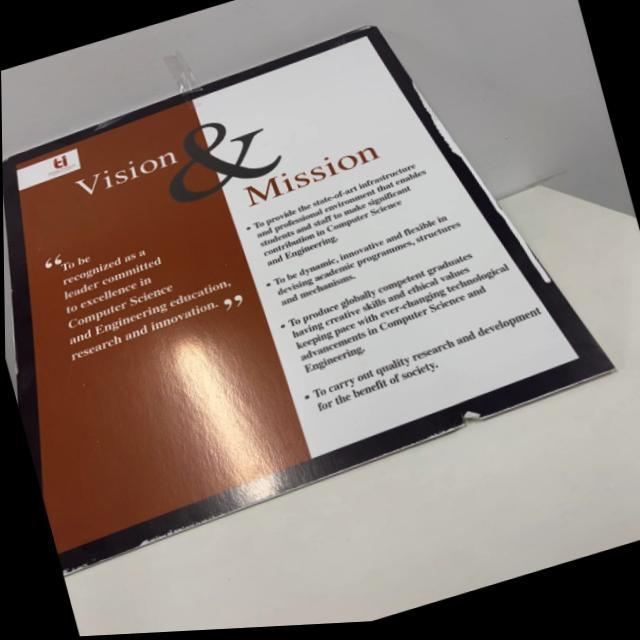 Vision & Mission
“To be
recognized as a
leader committed
to excellence in
Computer Science
and Engineering education,
research and innovation.”
• To provide the state-of-art infrastructure
and professional environment that enables
students and staff to make significant
contribution in Computer Science
and Engineering.
• To be dynamic, innovative and flexible in
devising academic programmes, structures
and mechanisms.
• To produce globally competent graduates
having creative skills and ethical values
keeping pace with ever-changing technological
advancements in Computer Science and
Engineering.
• To carry out quality research and development
for the benefit of society.